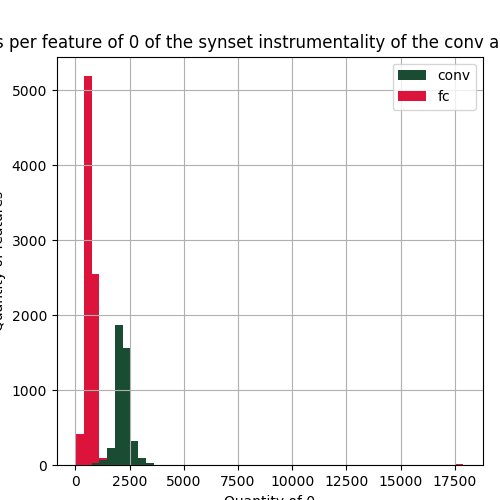 per feature of 0 of the synset instrumentality of the conv
conv
fc
5000
4000
3000
2000
1000
0
Quantity of features
0 2500 5000 7500 10000 12500 15000 17500
Quantity of 0